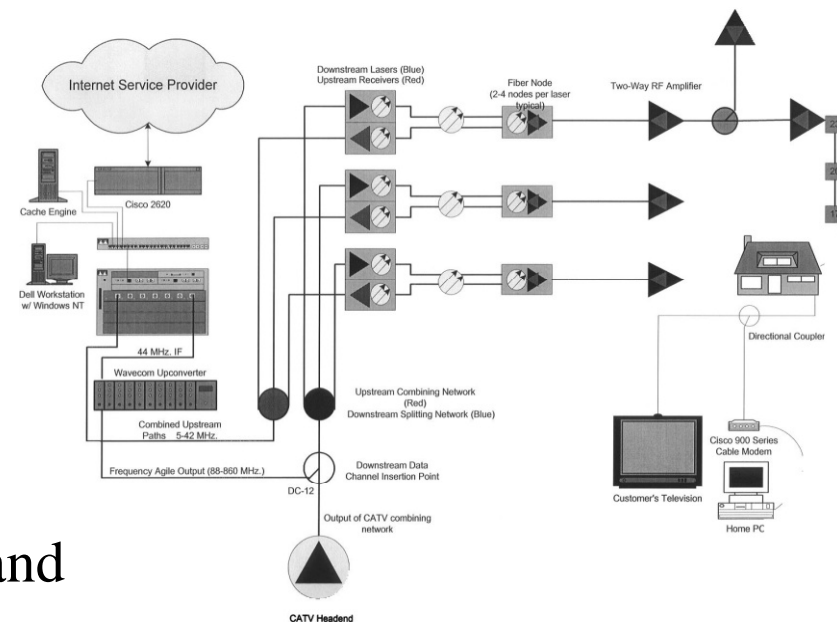 Internet Service Provider
Cisco 2620
Cache Engine
Dell Workstation
w/ Windows NT
44 MHz. IF
Wavecom Upconverter
Combined Upstream
Paths 5-42 MHz.
Frequency Agile Output (88-860 MHz.)
DC-12
Downstream Lasers (Blue)
Upstream Receivers (Red)
Fiber Node
(2-4 nodes per laser
typical)
Two-Way RF Amplifier
Upstream Combining Network
(Red)
Downstream Splitting Network (Blue)
Downstream Data
Channel Insertion Point
Output of CATV combining
network
CATV Headend
Directional Coupler
Customer's Television
Cisco 900 Series
Cable Modem
Home PC
and